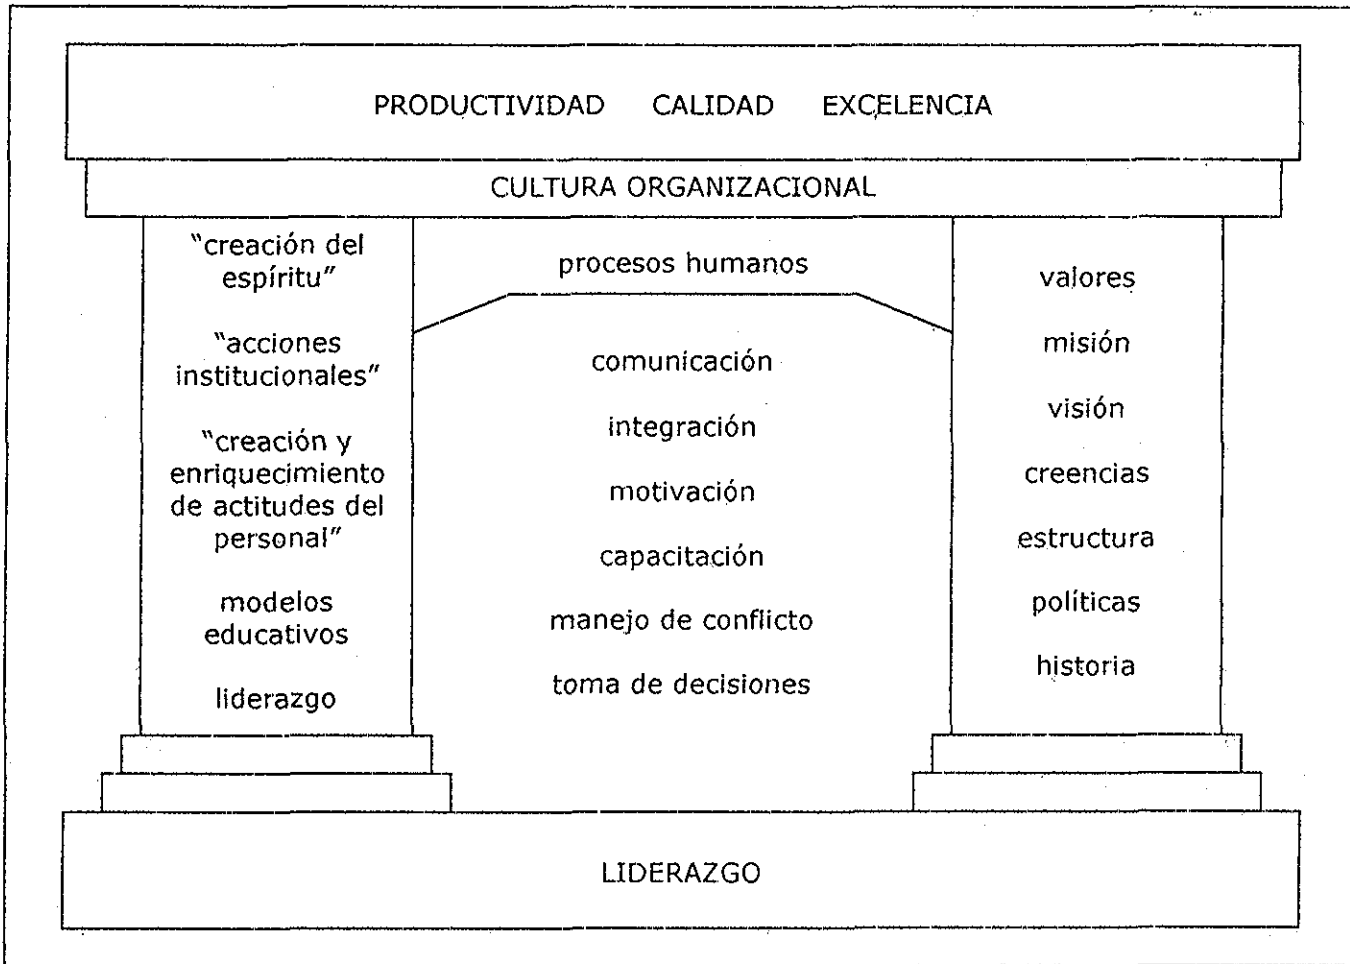 PRODUCTIVIDAD CALIDAD EXCELENCIA
CULTURA ORGANIZACIONAL
"creación del
espíritu"
"acciones
institucionales"
"creación y
enriquecimiento
de actitudes del
personal"
modelos
educativos
liderazgo
procesos humanos
comunicación
integración
motivación
capacitación
manejo de conflicto
toma de decisiones
valores
misión
visión
creencias
estructura
políticas
historia
LIDERAZGO